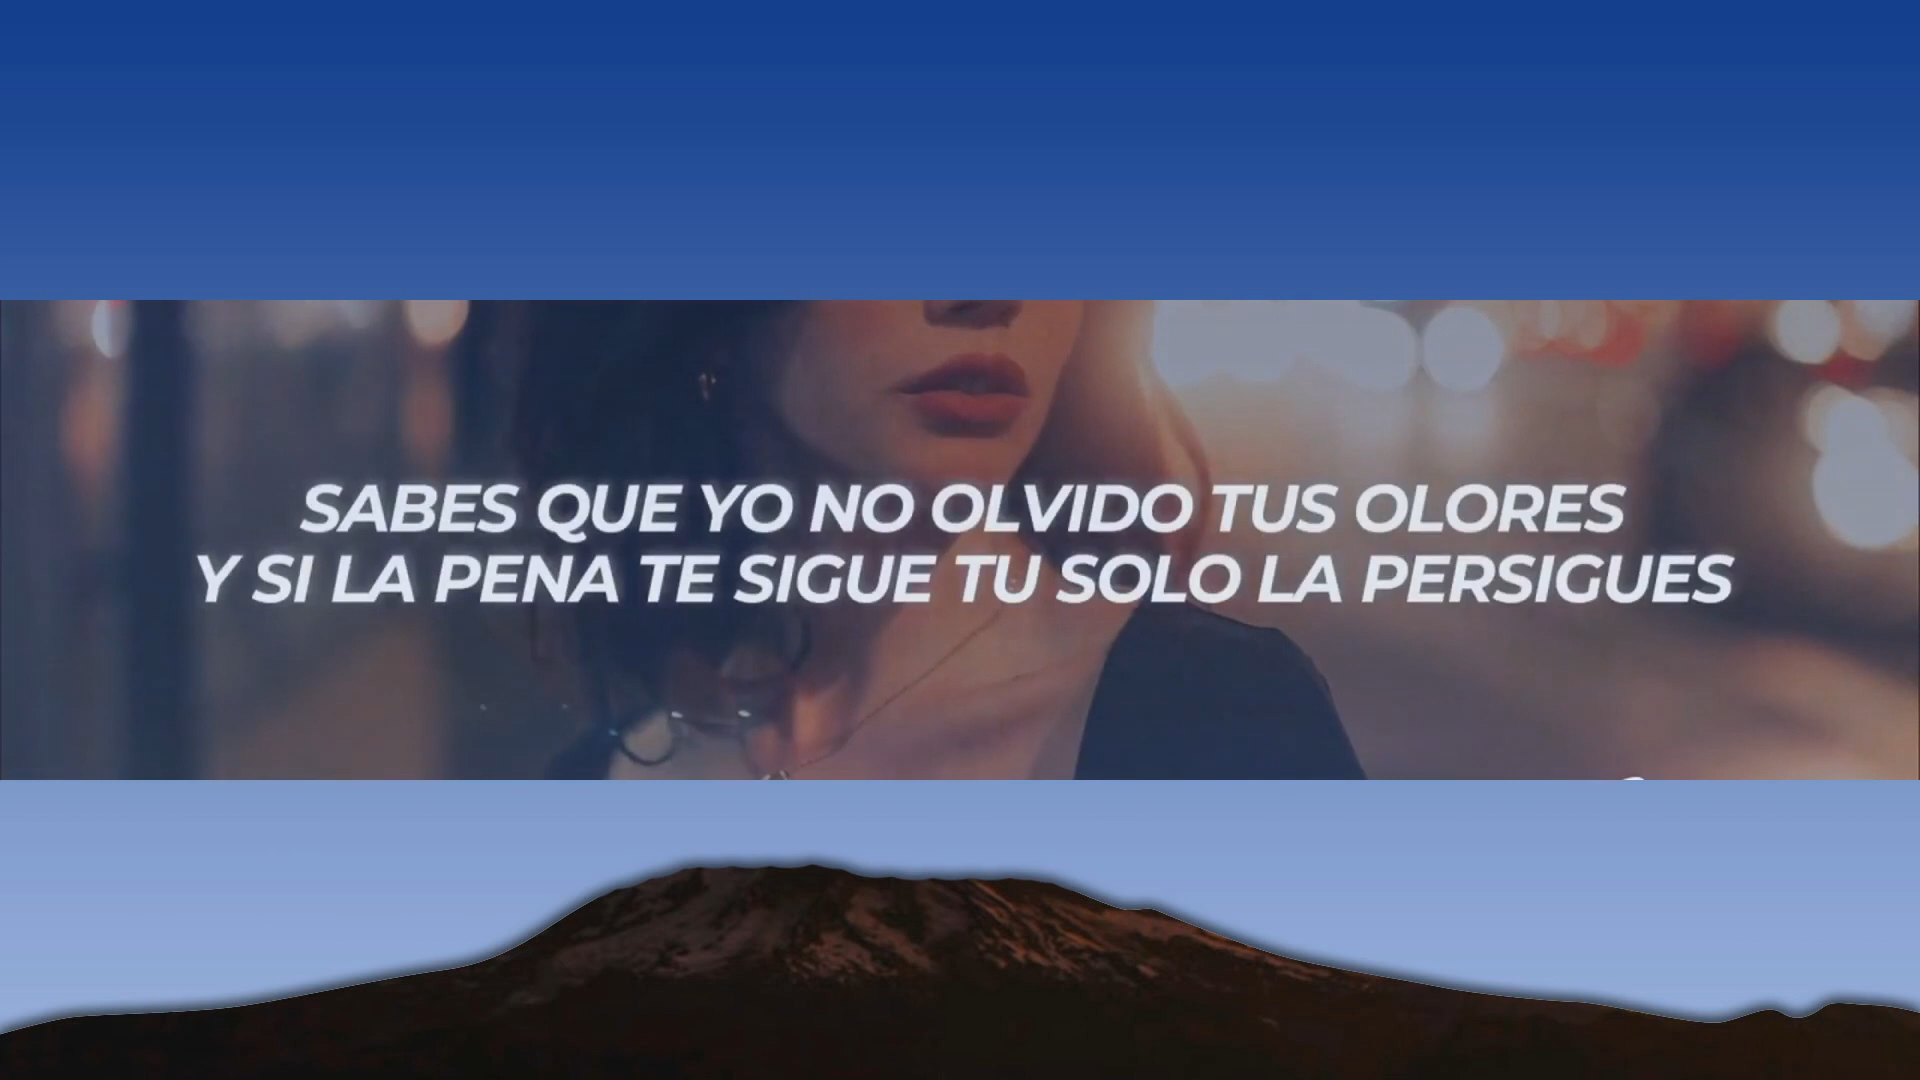 SABES QUE YO NO OLVIDO TUS OLORES
Y SI LA PENA TE SIGUE TU SOLO LA PERSIGUES